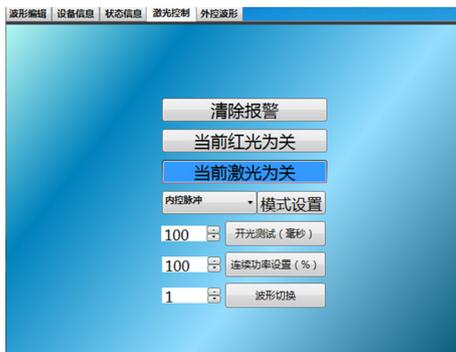 波形编辑 设备信息 状态信息 激光控制 外控波形
清除报警
当前红光为关
当前激光为关
内控脉冲 模式设置
100 开光测试（毫秒）
100 连续功率设置（%）
1 波形切换